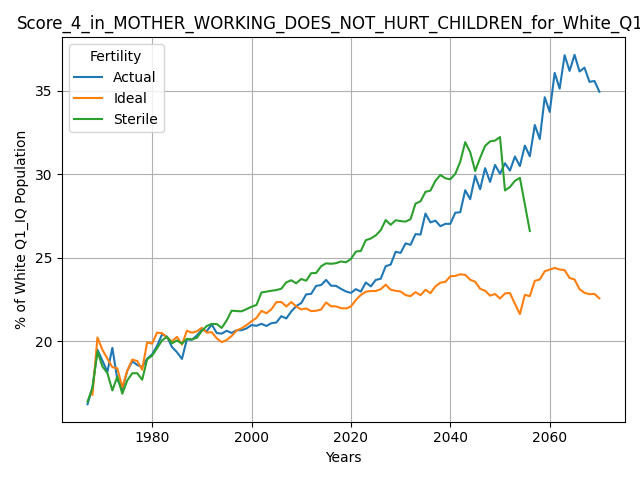 Score_4_in_MOTHER_WORKING_DOES_NOT_HURT_CHILDREN_for_White_Q1
Fertility
Actual
Ideal
Sterile
% of White Q1_IQ Population
35
30
25
20
1980
2000
2020
2040
2060
Years